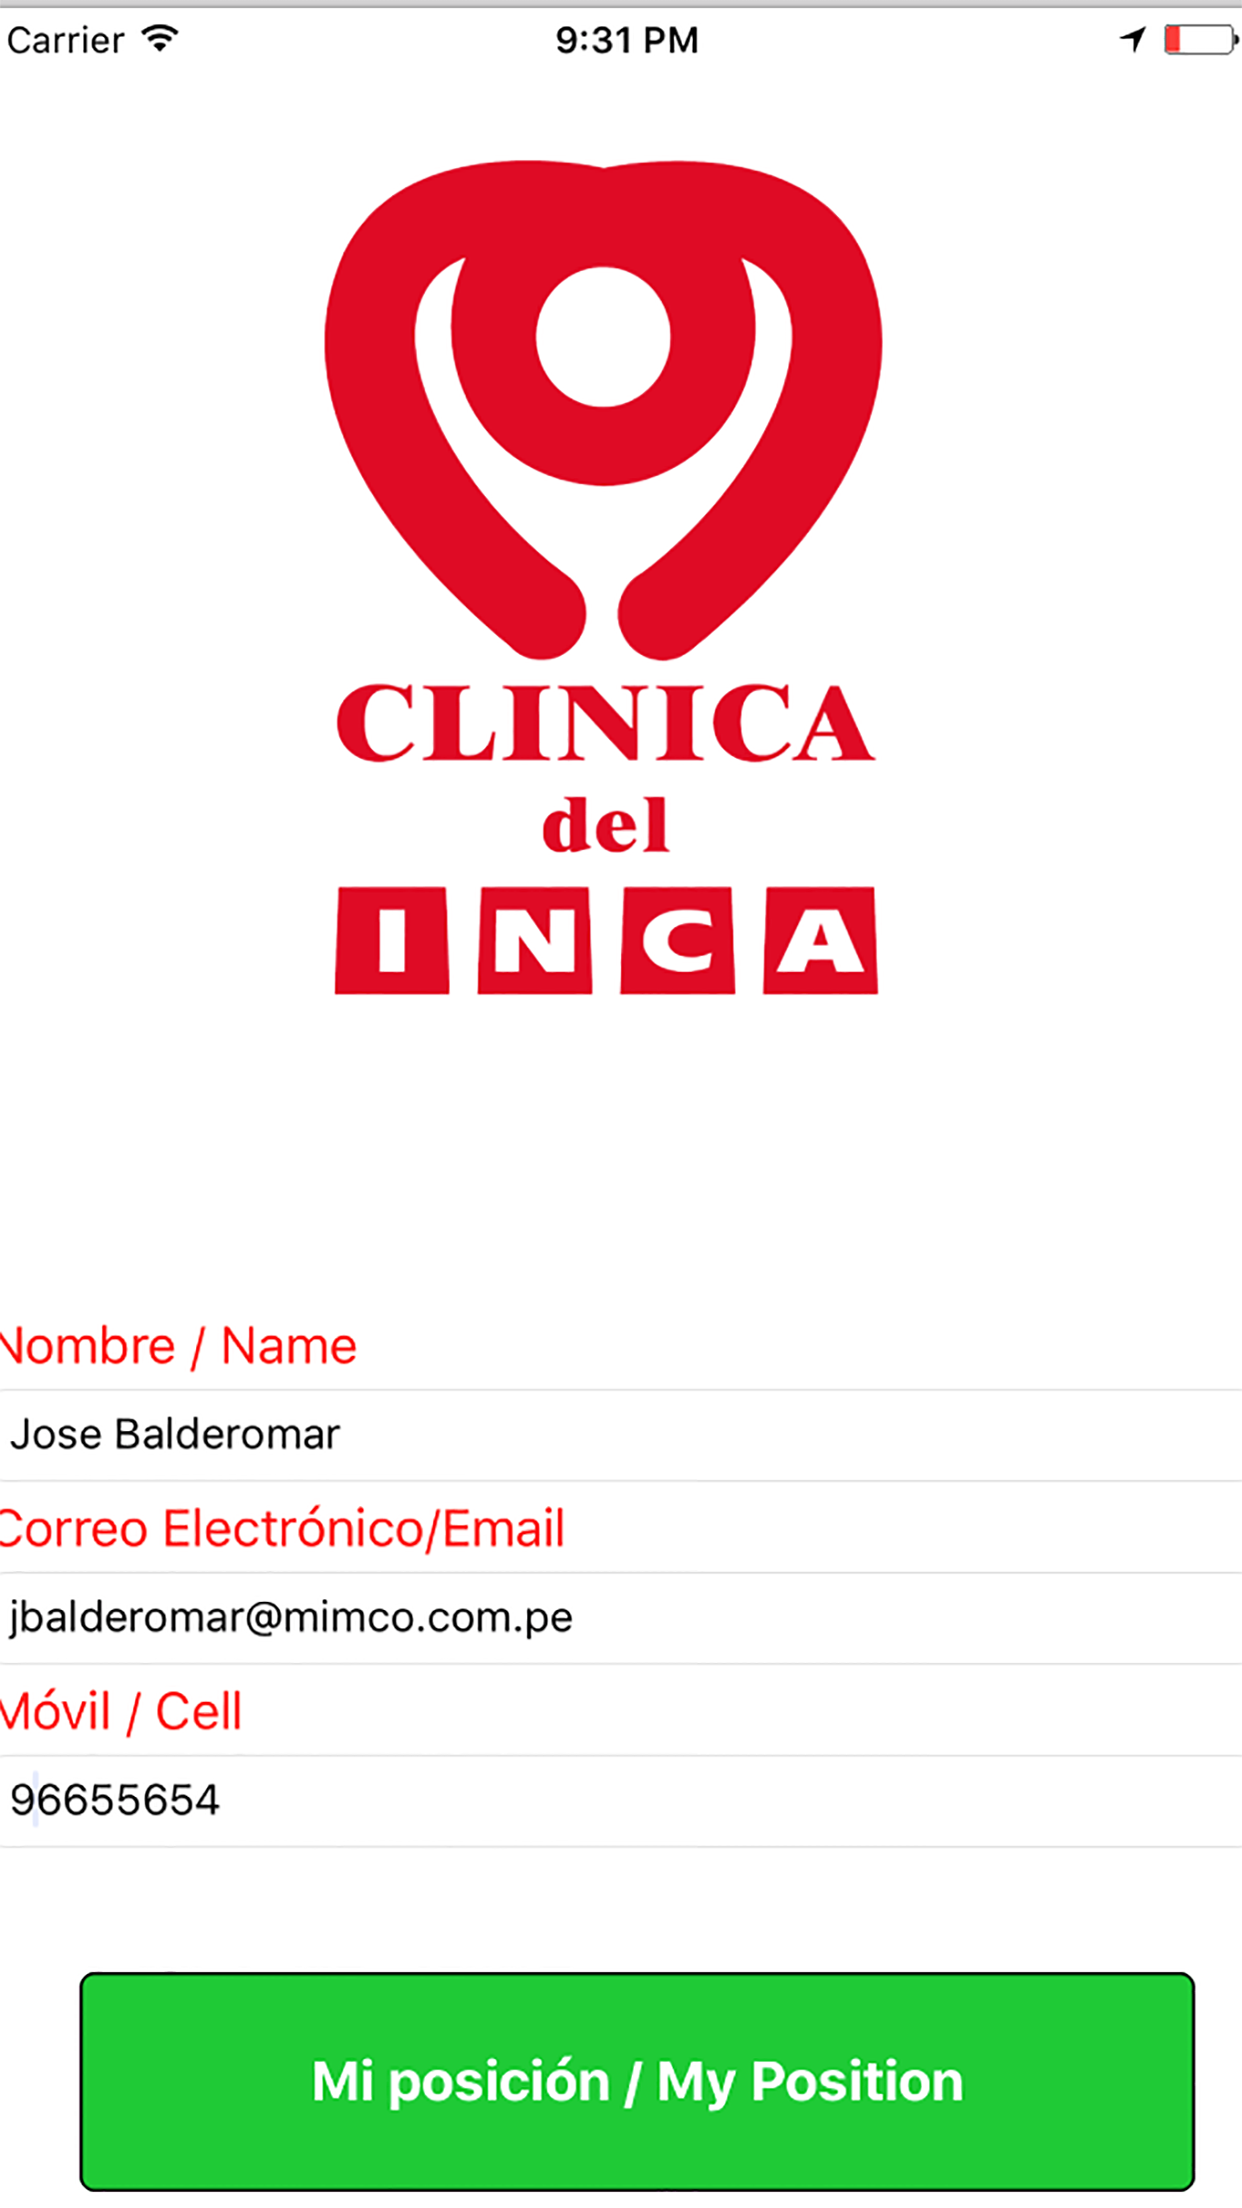 Carrier 9:31 PM
CLINICA
del
INCA
Nombre / Name
Jose Balderomar
Correo Electrónico/Email
jbalderomar@mimco.com.pe
Móvil / Cell
96655654
Mi posición / My Position